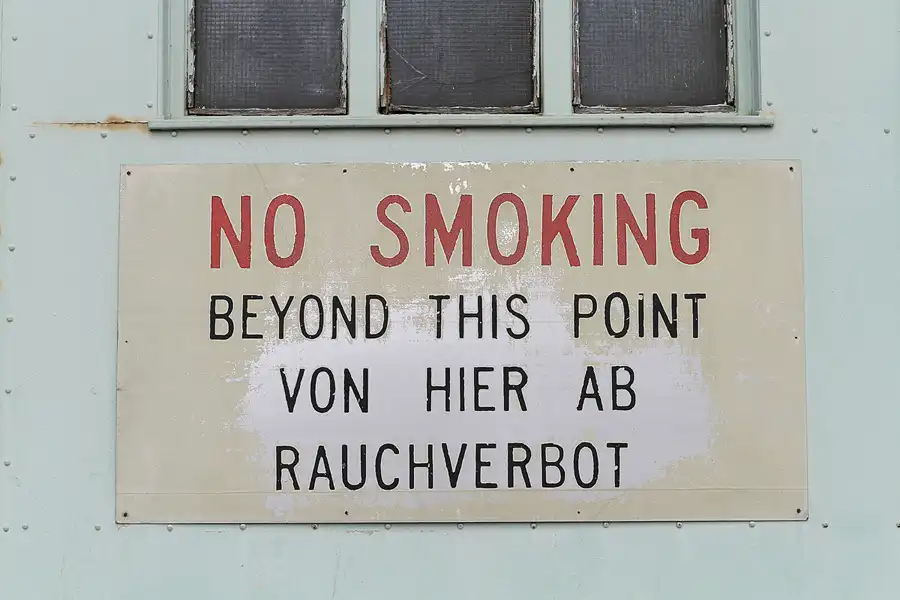 NO SMOKING
BEYOND THIS POINT
VON HIER AB
RAUCHVERBOT